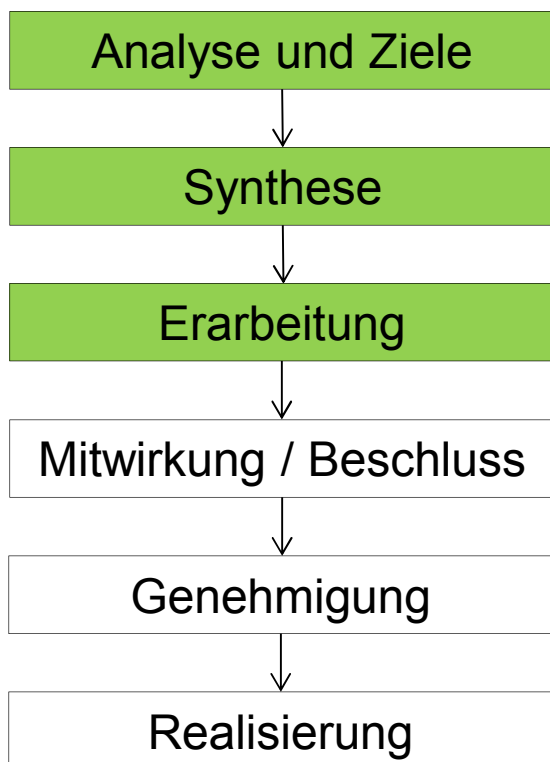 Analyse und Ziele
Synthese
Erarbeitung
Mitwirkung / Beschluss
Genehmigung
Realisierung